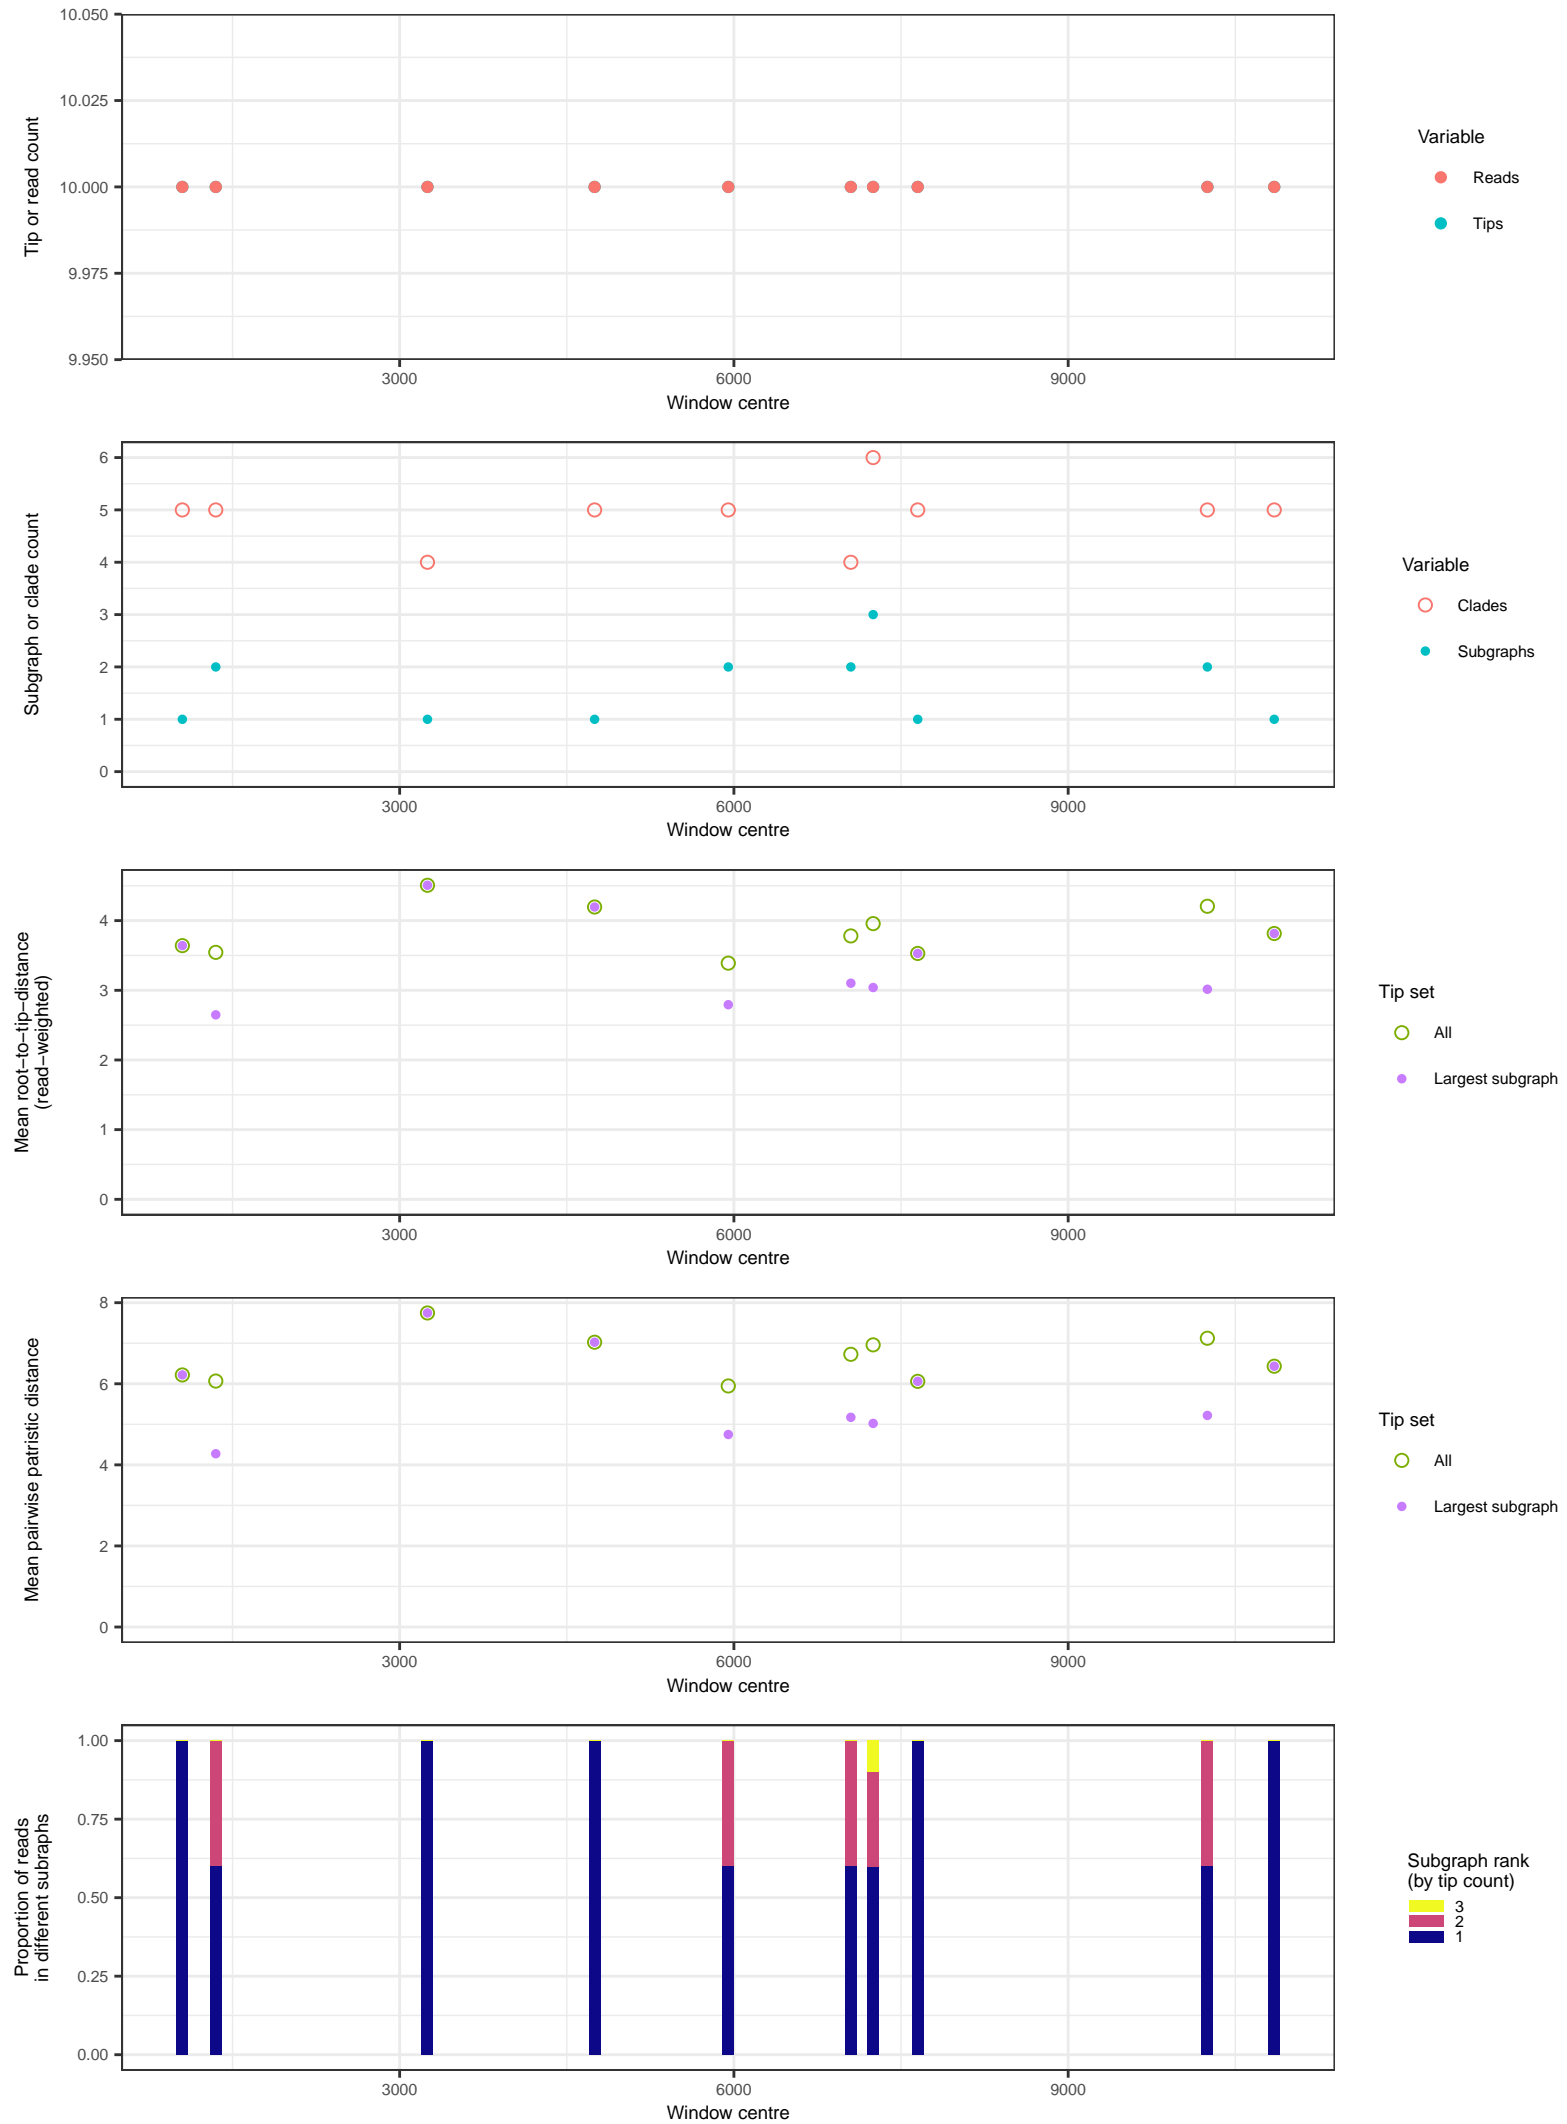 10.050
10.025
10.000
9.975
9.950
Tip or read count
3000
6000
9000
Window centre
Variable
Reads
Tips
6
5
4
3
2
1
0
Subgraph or clade count
3000
6000
9000
Window centre
Variable
Clades
Subgraphs
4
3
2
1
0
Mean root−to−tip−distance
(read−weighted)
3000
6000
9000
Window centre
Tip set
All
Largest subgraph
8
6
4
2
0
Mean pairwise patristic distance
3000
6000
9000
Window centre
Tip set
All
Largest subgraph
1.00
0.75
0.50
0.25
0.00
Proportion of reads
in different subraphs
3000
6000
9000
Window centre
Subgraph rank
(by tip count)
3
2
1